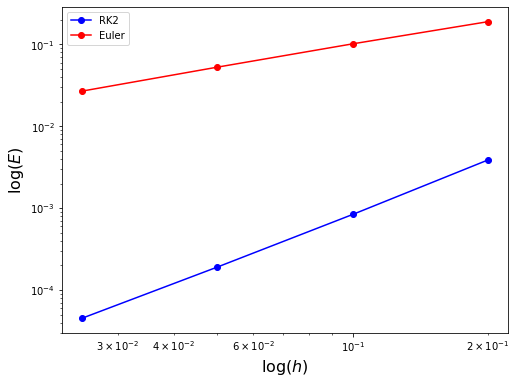 RK2
Euler
10⁻¹
10⁻²
10⁻³
10⁻⁴
log(E)
3 × 10⁻² 4 × 10⁻² 6 × 10⁻² 10⁻¹ 2 × 10⁻¹
log(h)